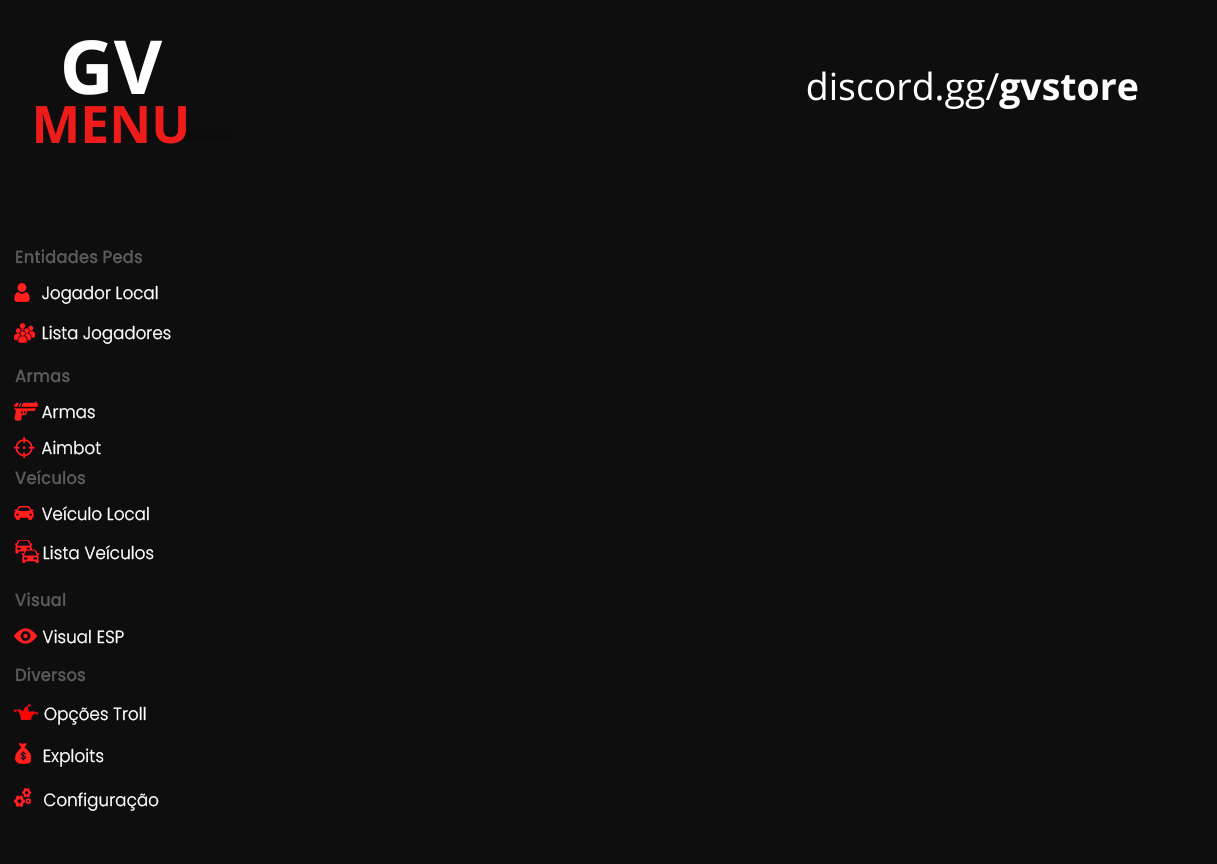 GV
MENU
discord.gg/gvstore
Entidades Peds
Jogador Local
Lista Jogadores
Armas
Armas
Aimbot
Veículos
Veículo Local
Lista Veículos
Visual
Visual ESP
Diversos
Opções Troll
$
Exploits
Configuração